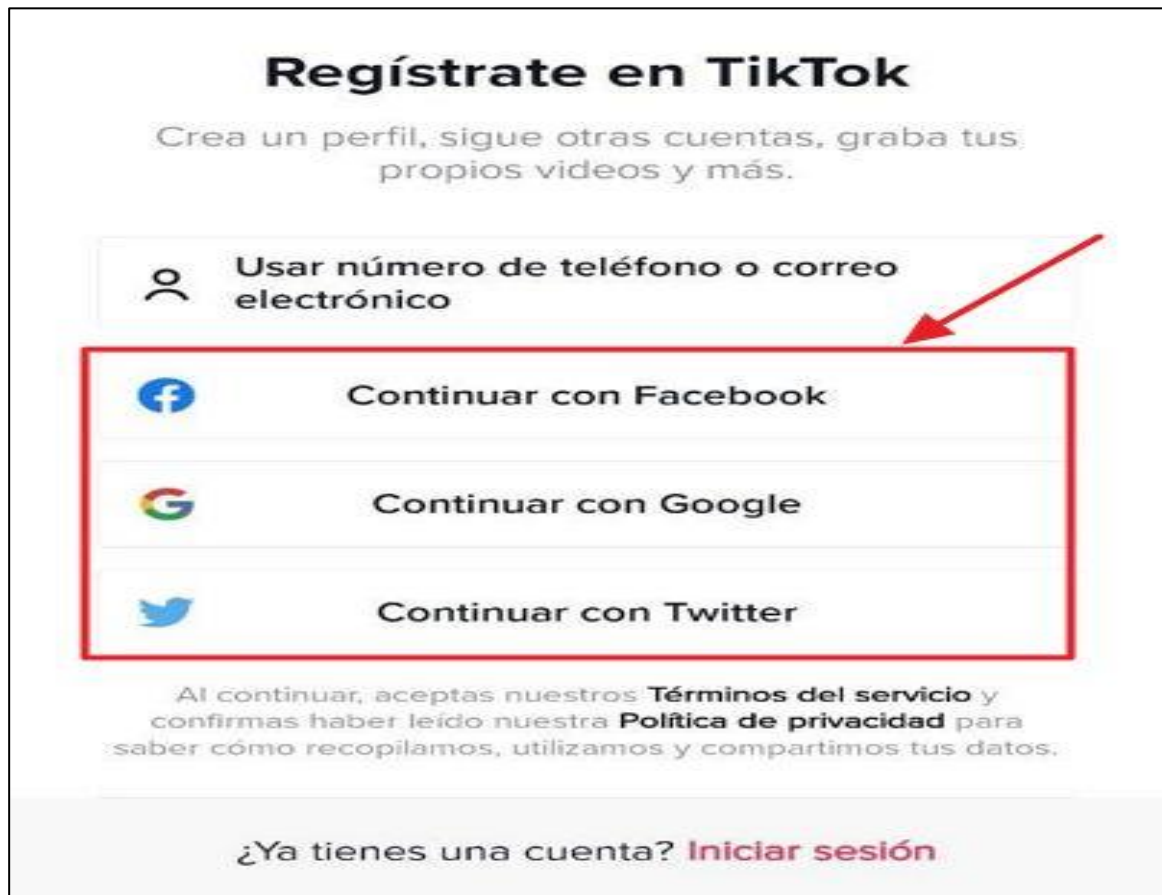 Regístrate en TikTok
Crea un perfil, sigue otras cuentas, graba tus
propios videos y más.
Usar número de teléfono o correo
electrónico
Continuar con Facebook
Continuar con Google
Continuar con Twitter
Al continuar, aceptas nuestros Términos del servicio y
confirmas haber leído nuestra Política de privacidad para
saber cómo recopilamos, utilizamos y compartimos tus datos.
¿Ya tienes una cuenta? Iniciar sesión